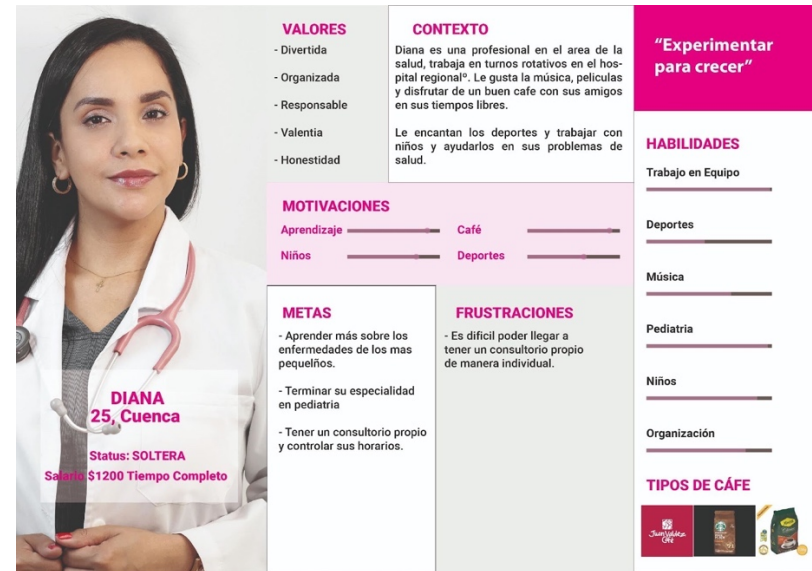 VALORES
- Divertida
- Organizada
- Responsable
- Valentia
- Honestidad
CONTEXTO
Diana es una profesional en el area de la
salud, trabaja en turnos rotativos en el hos-
pital regionalº. Le gusta la música, peliculas
y disfrutar de un buen cafe con sus amigos
en sus tiempos libres.
Le encantan los deportes y trabajar con
niños y ayudarlos en sus problemas de
salud.
“Experimentar
para crecer”
MOTIVACIONES
Aprendizaje
Café
Niños
Deportes
METAS
- Aprender más sobre los
enfermedades de los mas
pequelños.
- Terminar su especialidad
en pediatria
- Tener un consultorio propio
y controlar sus horarios.
FRUSTRACIONES
- Es dificil poder llegar a
tener un consultorio propio
de manera individual.
HABILIDADES
Trabajo en Equipo
Deportes
Música
Pediatria
Niños
Organización
TIPOS DE CÁFE
Juan Valdez
Café
DIANA
25, Cuenca
Status: SOLTERA
Salario $1200 Tiempo Completo